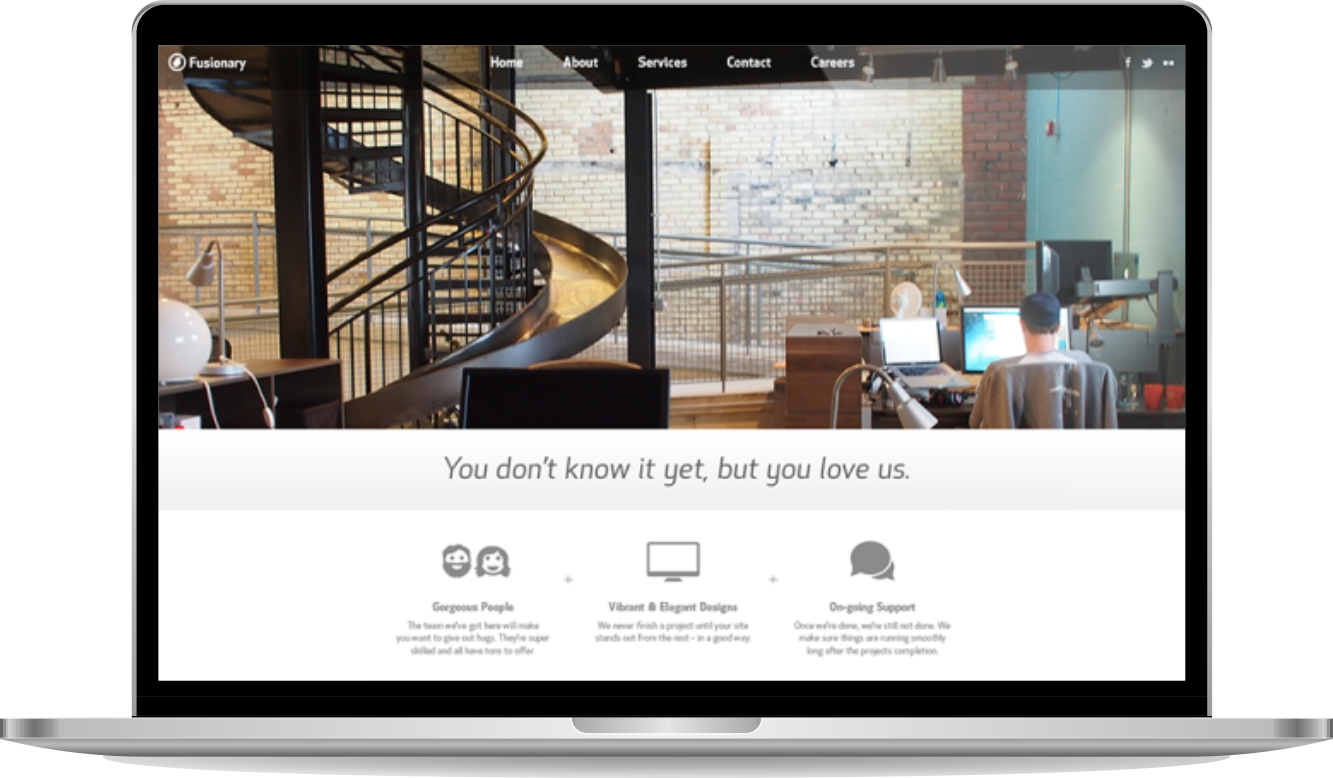 Fusionary
Home About Services Contact Careers
You don't know it yet, but you love us.
Gorgeous People
The team we've got here will make
you want to give out hugs. They're super
skilled and all have tons to offer.
Vibrant & Elegant Designs
We never finish a project until your site
stands out from the rest - in a good way.
On-going Support
Once we're done, we're still not done. We
make sure things are running smoothly
long after the projects completion.